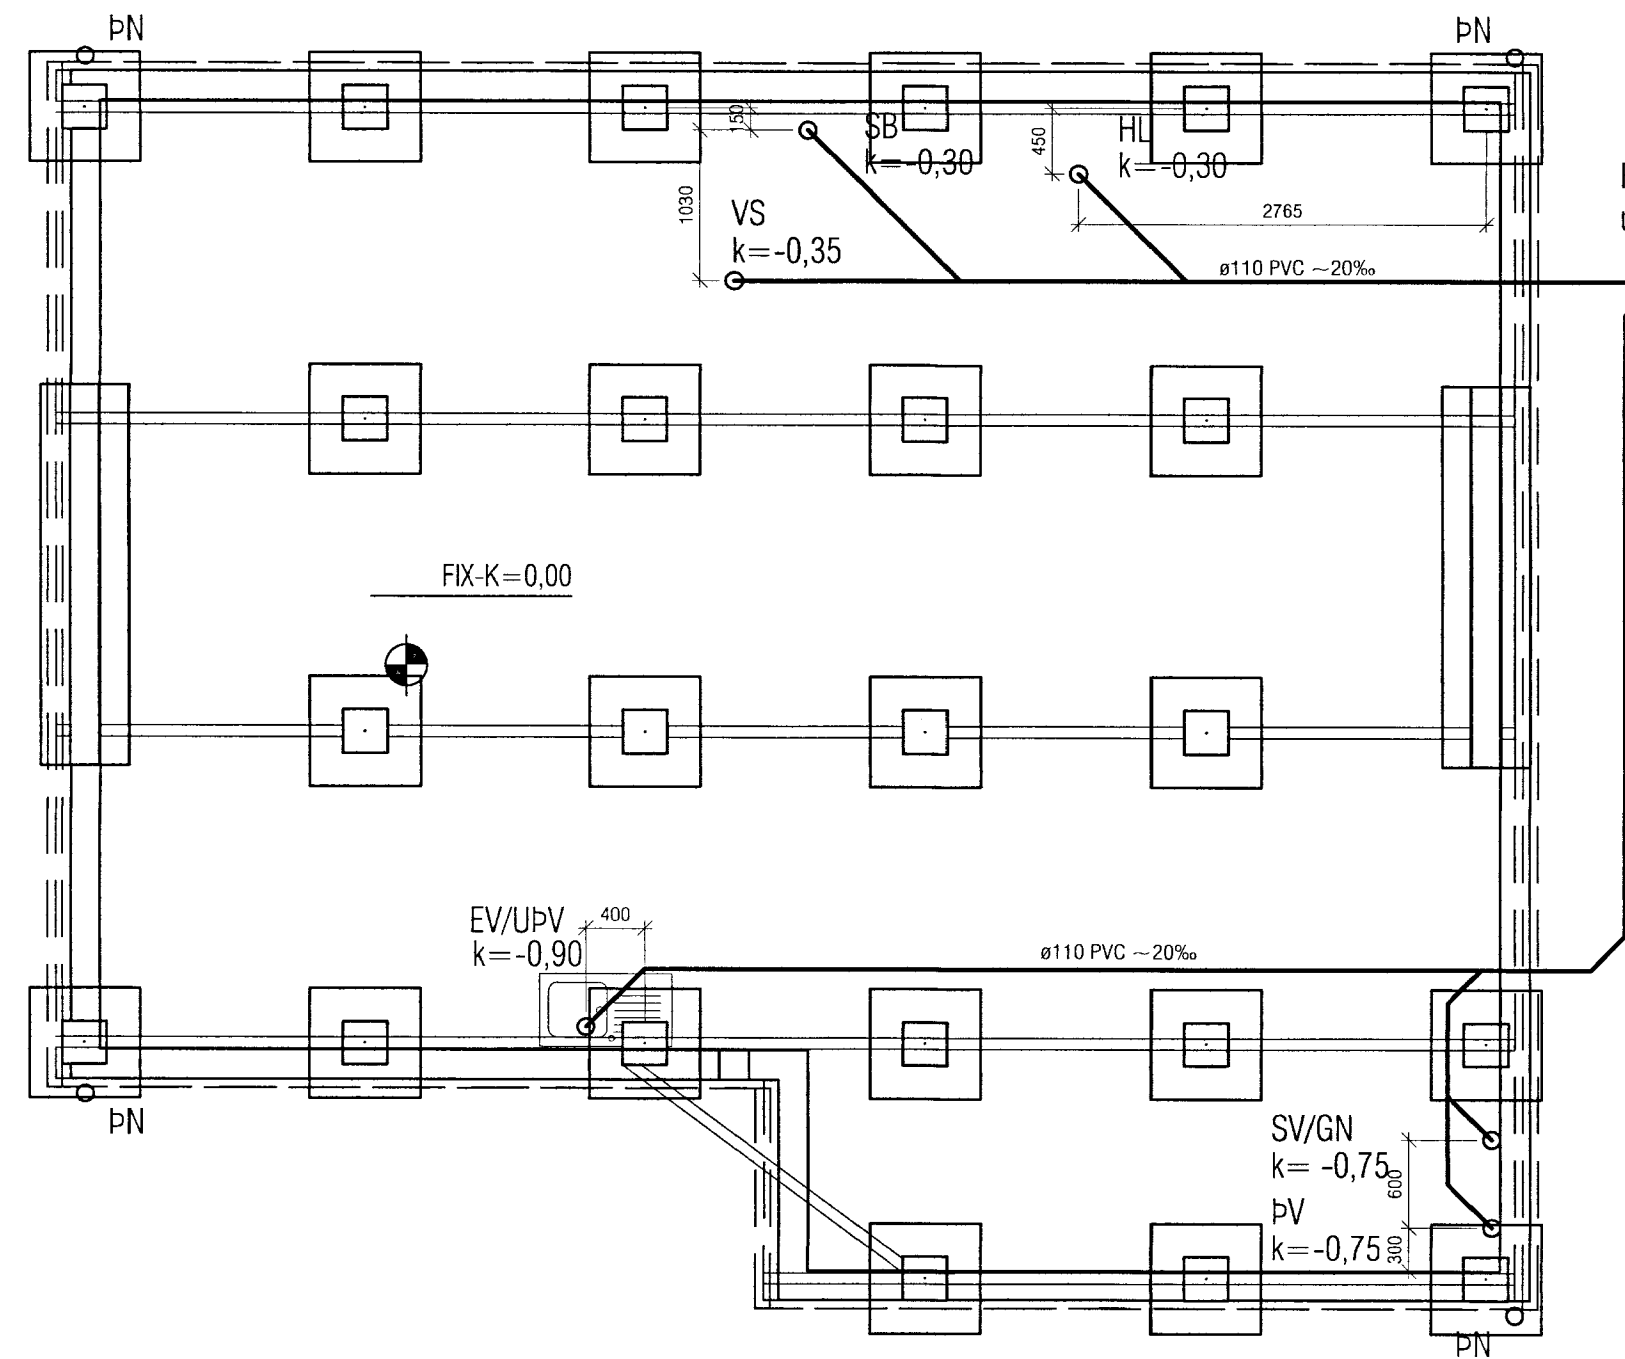 ÞN
ÞN
150
SB
k=-0,30
450
HL
k=-0,30
1030
VS
k=-0,35
2765
ø110 PVC ~20‰
FIX-K=0,00
EV/UÞV
k=-0,90
400
ø110 PVC ~20‰
ÞN
SV/GN
k= -0,75
600
ÞV
k=-0,75
300
ÞN